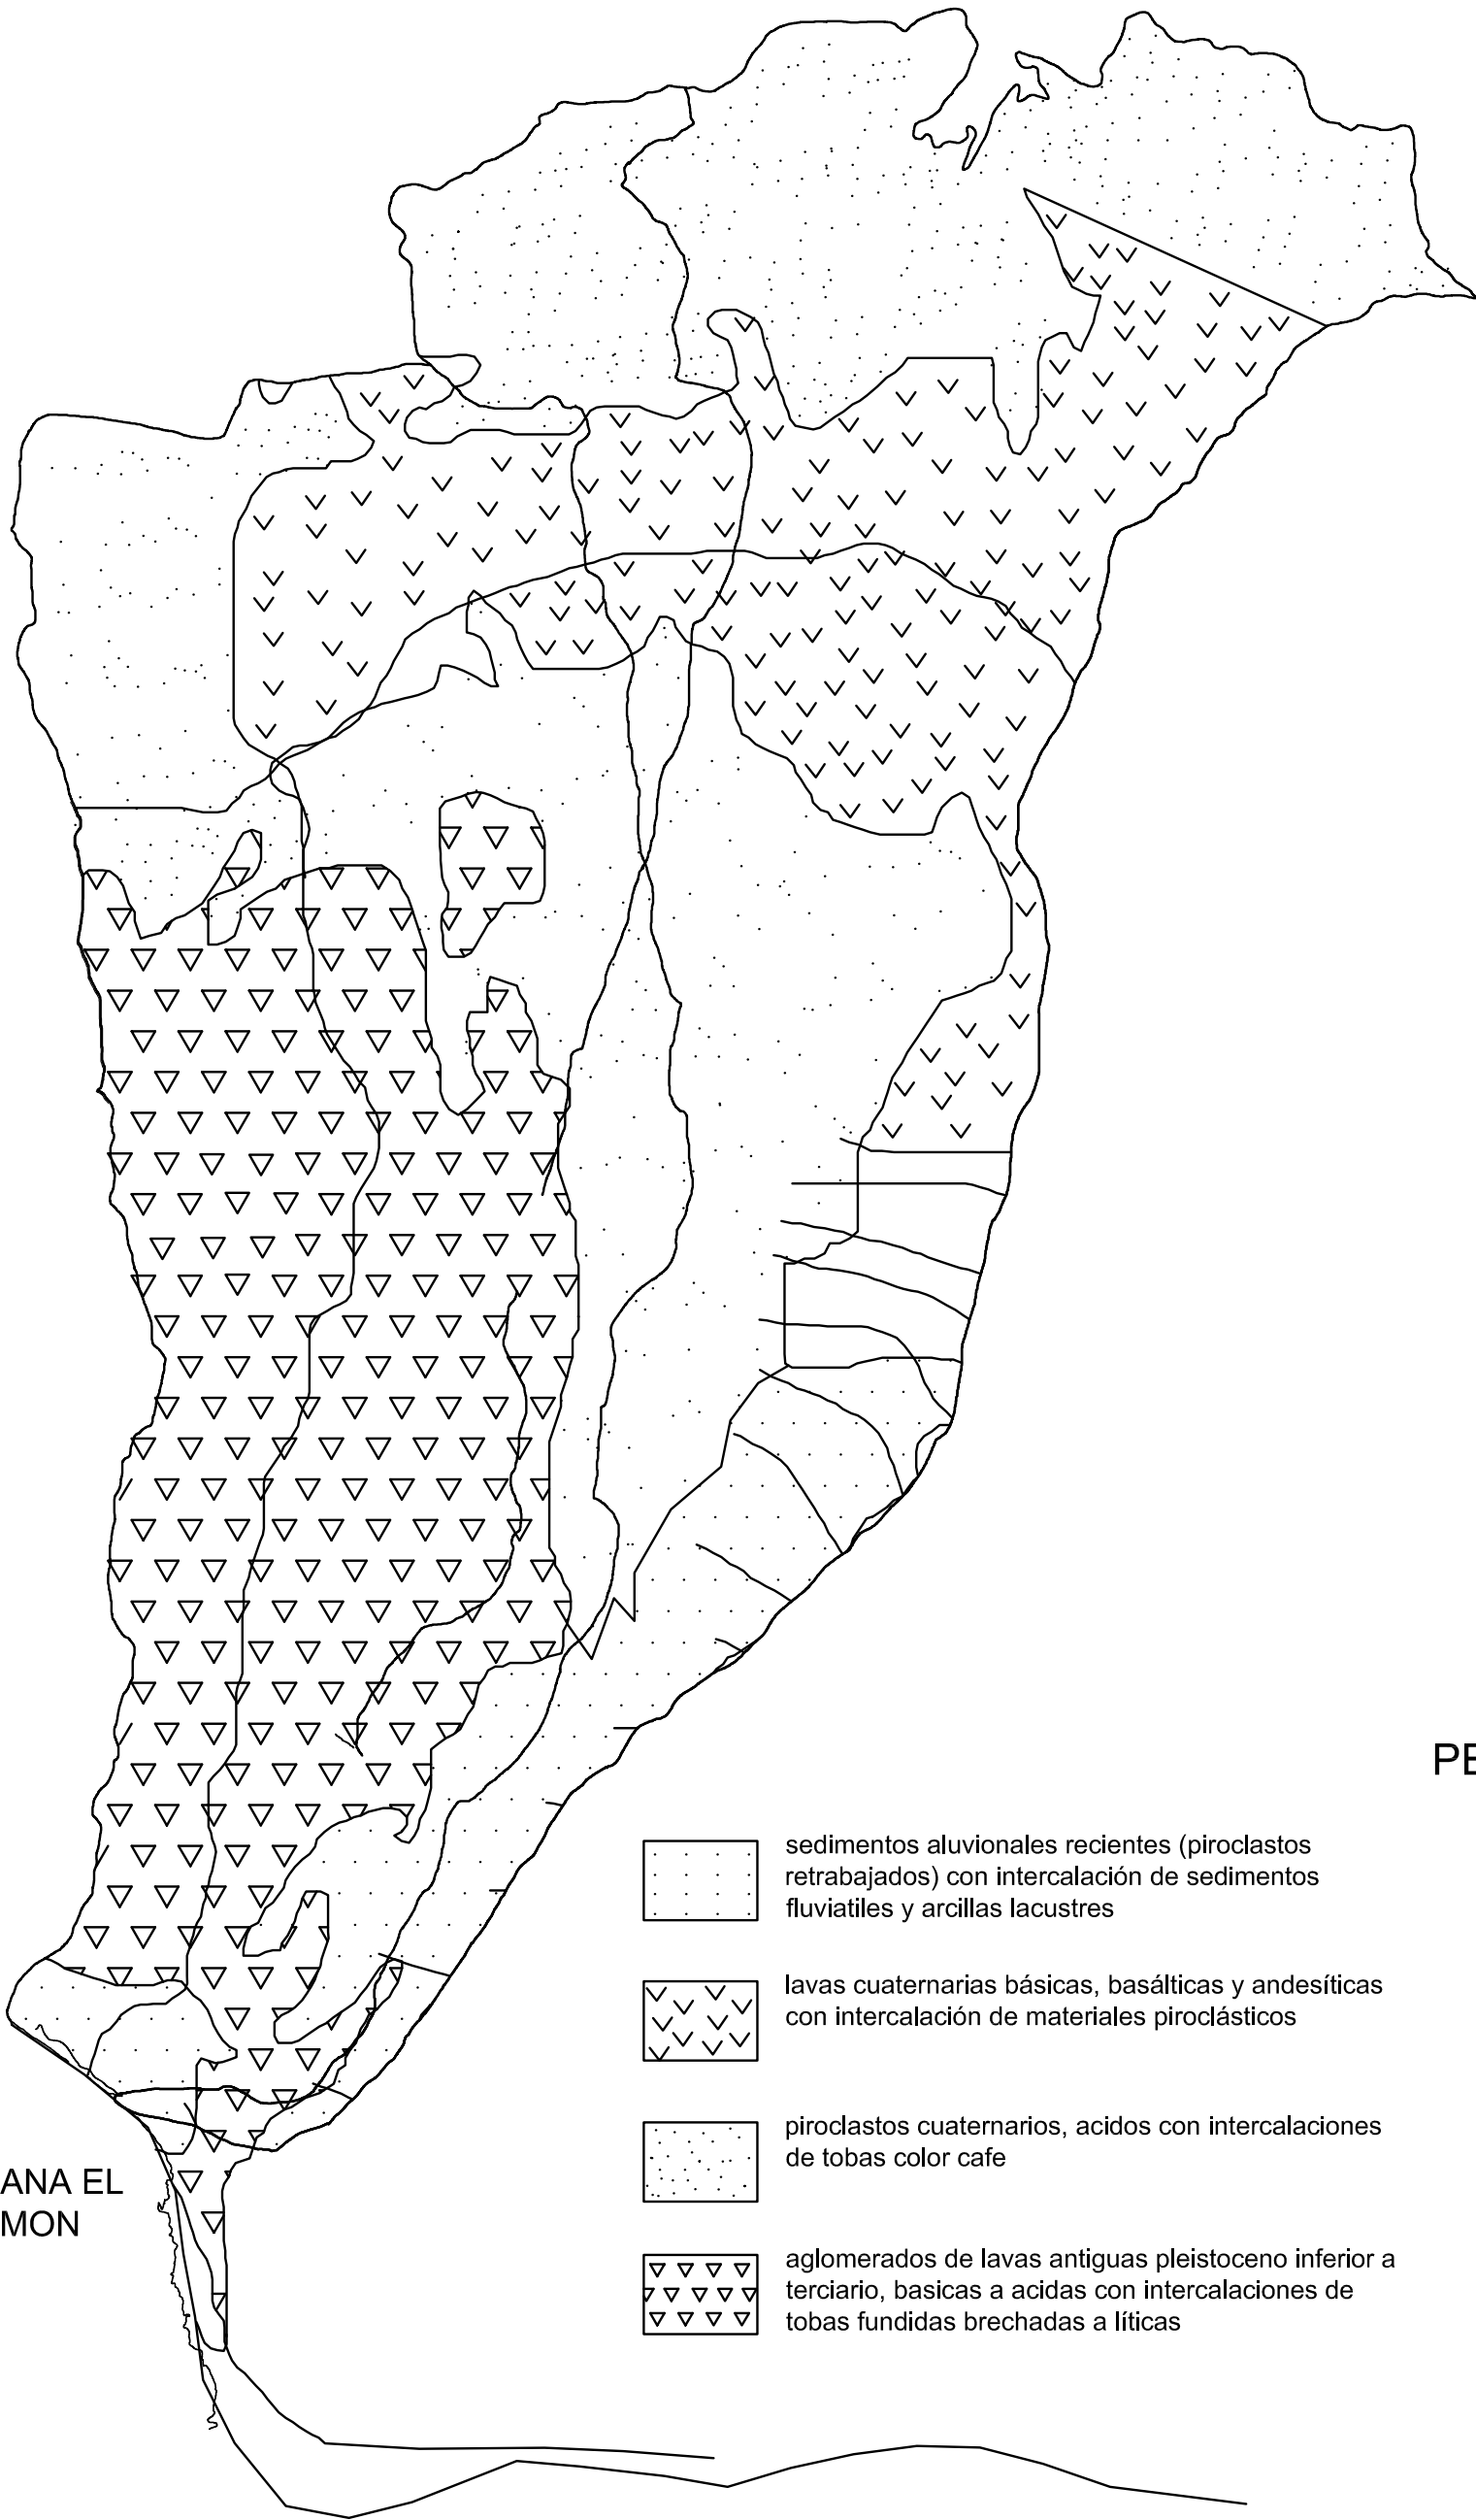 PE
sedimentos aluvionales recientes (piroclastos
retrabajados) con intercalación de sedimentos
fluviatiles y arcillas lacustres
lavas cuaternarias básicas, basálticas y andesíticas
con intercalación de materiales piroclásticos
piroclastos cuaternarios, acidos con intercalaciones
de tobas color cafe
ANA EL
MON
aglomerados de lavas antiguas pleistoceno inferior a
terciario, basicas a acidas con intercalaciones de
tobas fundidas brechadas a líticas